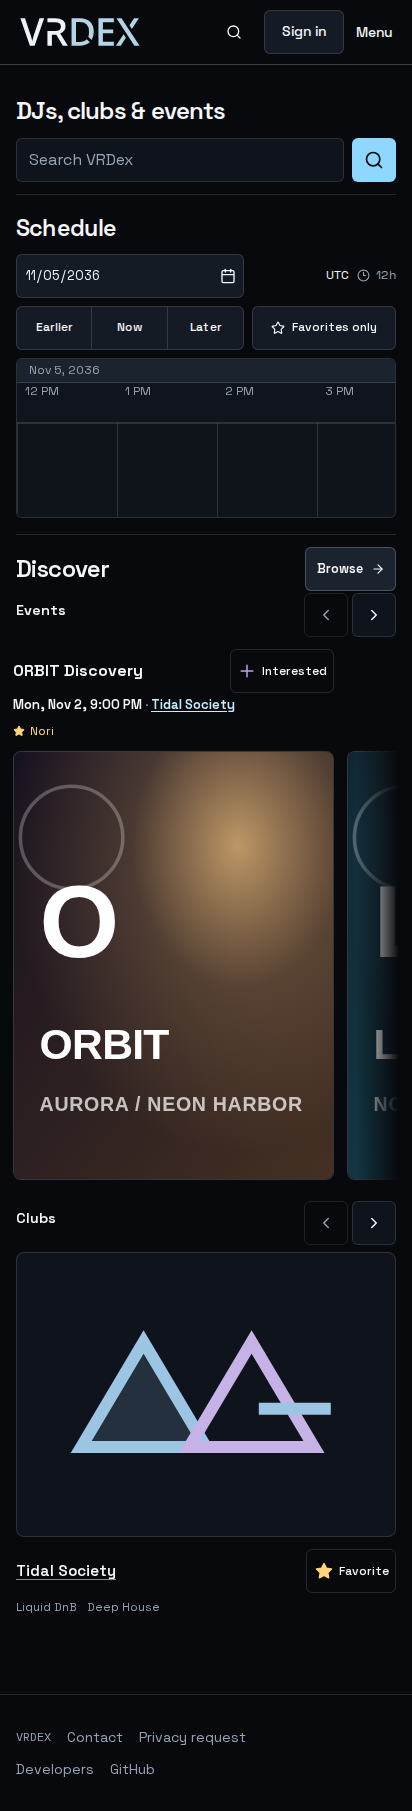 VRDEX Sign in Menu
DJs, clubs & events
Search VRDex
Schedule
11/05/2036 UTC 12h
Earlier Now Later Favorites only
Nov 5, 2036
12 PM 1 PM 2 PM 3 PM
Discover Browse
Events
ORBIT Discovery Interested
Mon, Nov 2, 9:00 PM · Tidal Society
Nori
O L
ORBIT L
AURORA / NEON HARBOR NO
Clubs
Tidal Society Favorite
Liquid DnB Deep House
VRDEX Contact Privacy request
Developers GitHub